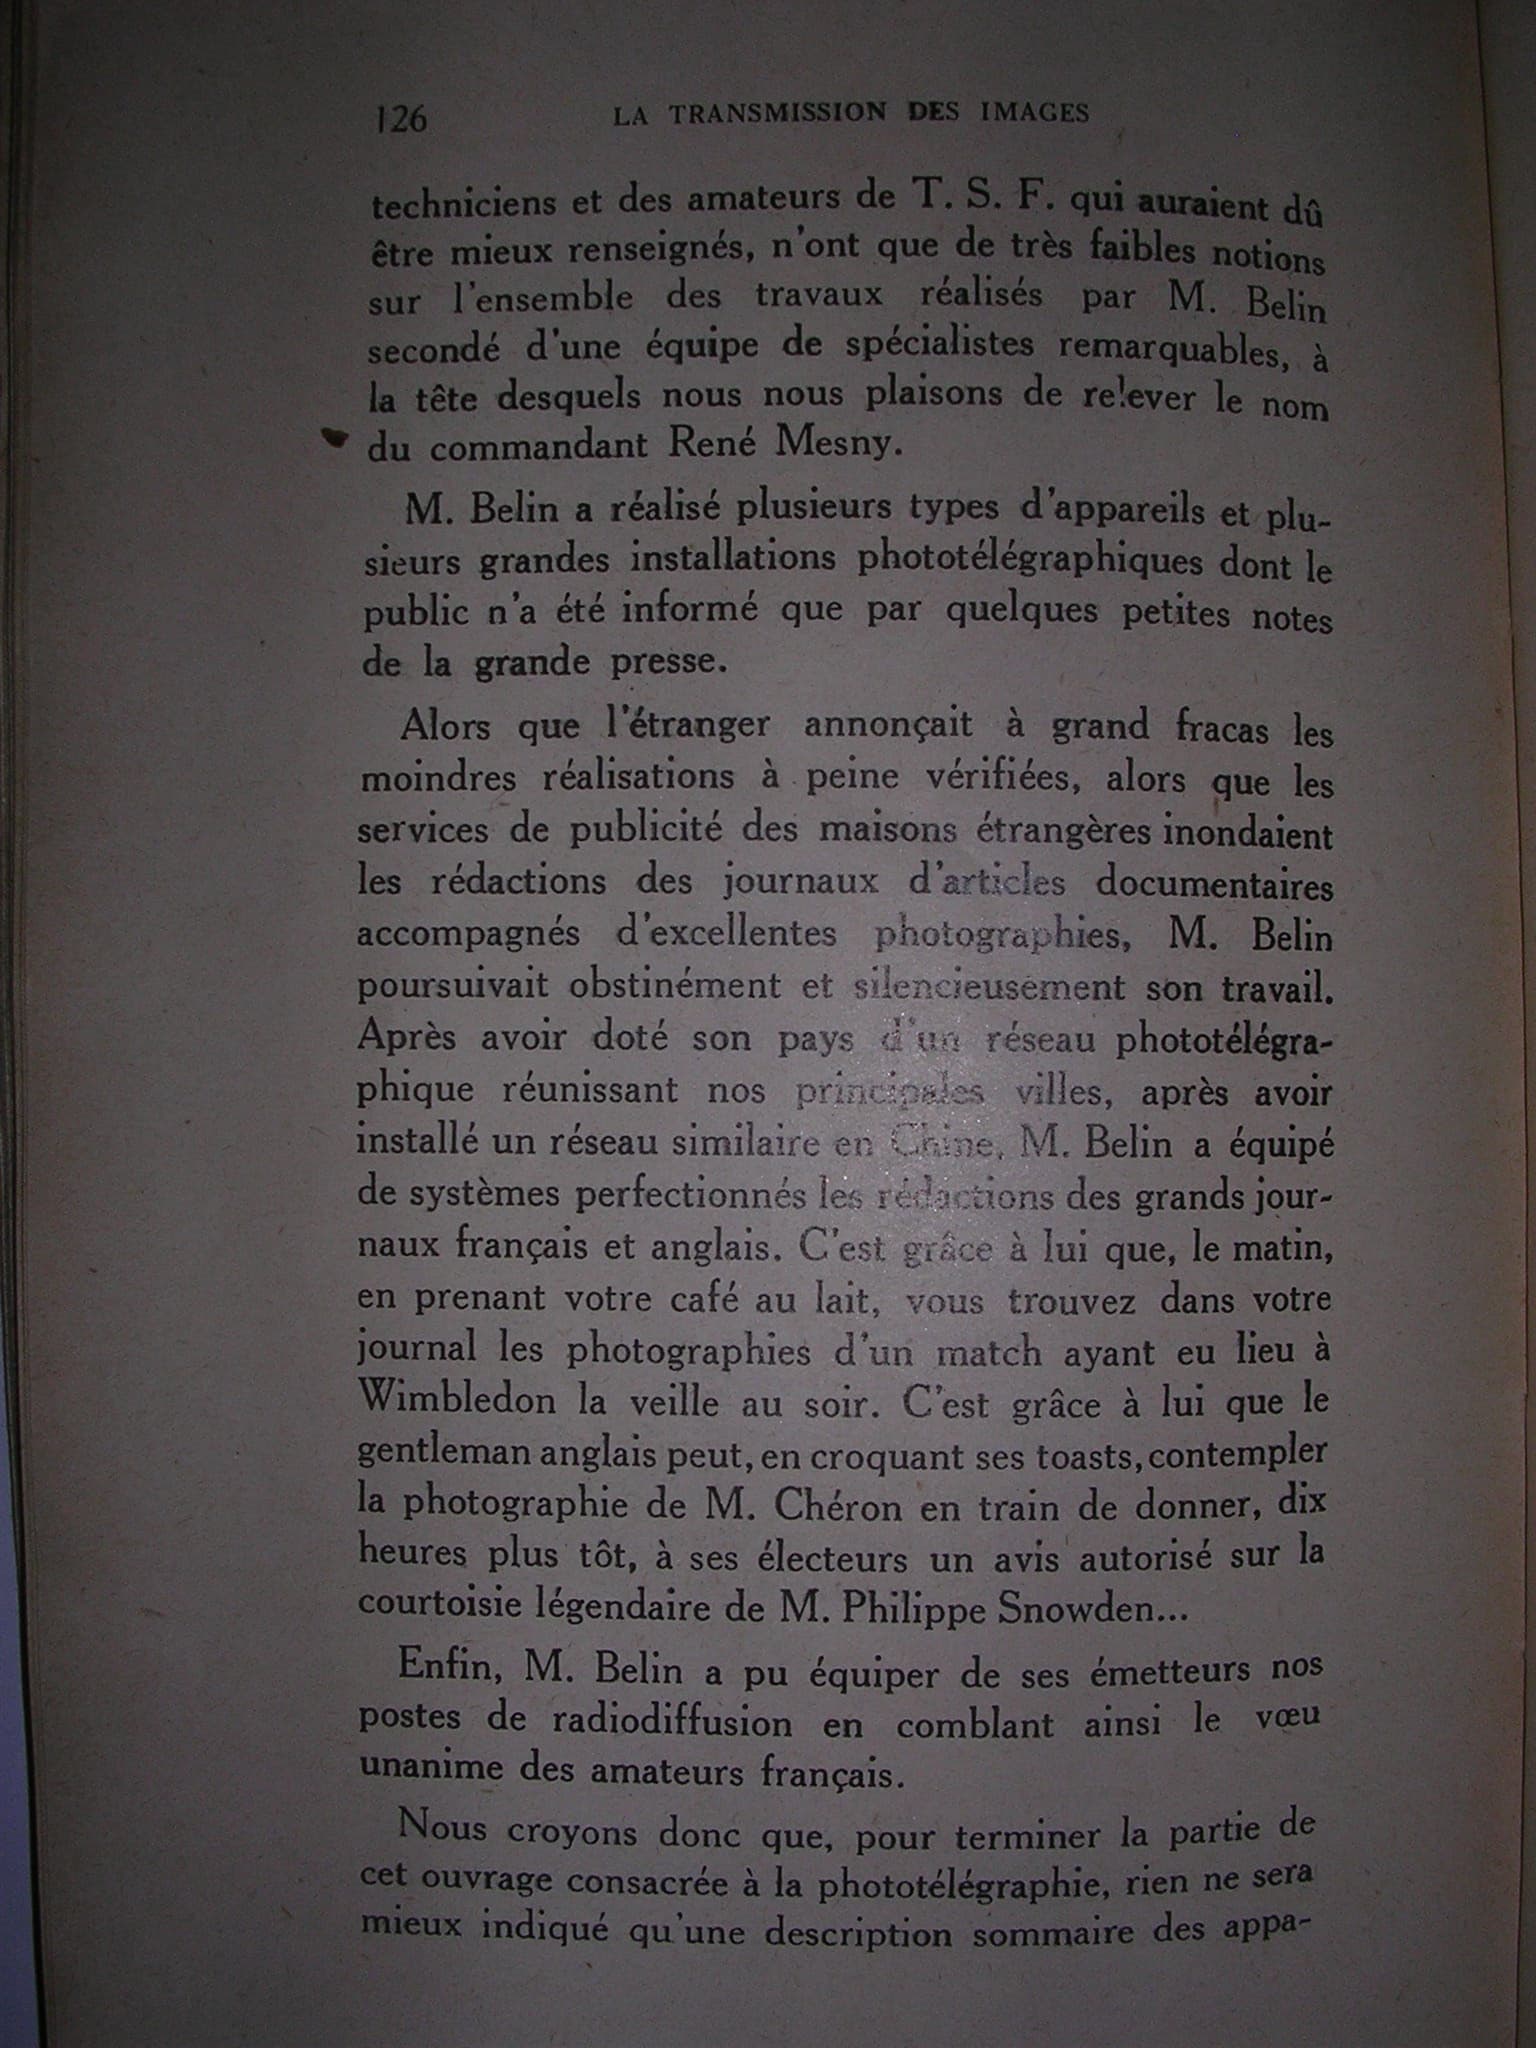 126 LA TRANSMISSION DES IMAGES
techniciens et des amateurs de T. S. F. qui auraient dû
être mieux renseignés, n'ont que de très faibles notions
sur l'ensemble des travaux réalisés par M. Belin
secondé d'une équipe de spécialistes remarquables, à
la tête desquels nous nous plaisons de relever le nom
du commandant René Mesny.
M. Belin a réalisé plusieurs types d'appareils et plu-
sieurs grandes installations phototélégraphiques dont le
public n'a été informé que par quelques petites notes
de la grande presse.
Alors que l'étranger annonçait à grand fracas les
moindres réalisations à peine vérifiées, alors que les
services de publicité des maisons étrangères inondaient
les rédactions des journaux d'articles documentaires
accompagnés d'excellentes photographies, M. Belin
poursuivait obstinément et silencieusement son travail.
Après avoir doté son pays d'un réseau phototélégra-
phique réunissant nos principales villes, après avoir
installé un réseau similaire en Chine, M. Belin a équipé
de systèmes perfectionnés les rédactions des grands jour-
naux français et anglais. C'est grâce à lui que, le matin,
en prenant votre café au lait, vous trouvez dans votre
journal les photographies d'un match ayant eu lieu à
Wimbledon la veille au soir. C'est grâce à lui que le
gentleman anglais peut, en croquant ses toasts, contempler
la photographie de M. Chéron en train de donner, dix
heures plus tôt, à ses électeurs un avis autorisé sur la
courtoisie légendaire de M. Philippe Snowden...
Enfin, M. Belin a pu équiper de ses émetteurs nos
postes de radiodiffusion en comblant ainsi le vœu
unanime des amateurs français.
Nous croyons donc que, pour terminer la partie de
cet ouvrage consacrée à la phototélégraphie, rien ne sera
mieux indiqué qu'une description sommaire des appa-